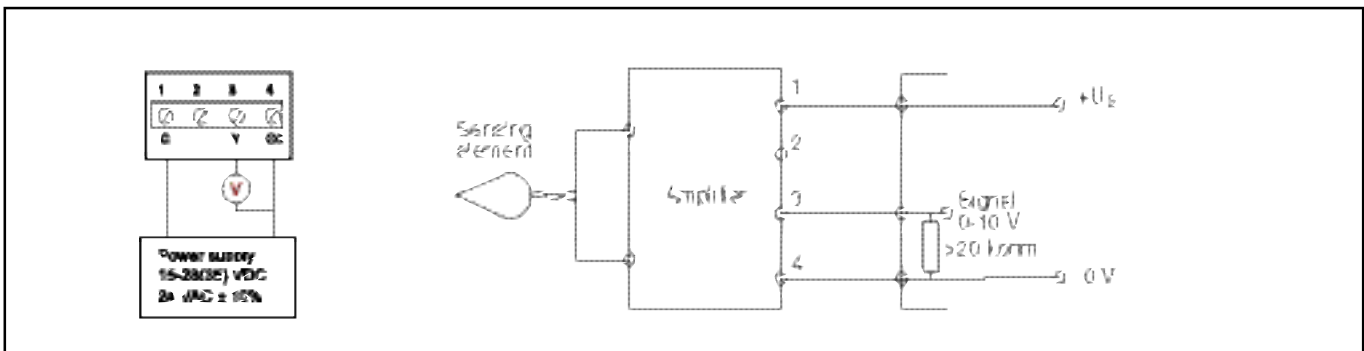 1 2 3 4
G V
V
Power supply
VDC
VAC ± 10%
Sensing
element
Amplifier
1
2
3
4
Signal
0-10 V
>20 kohm
0 V